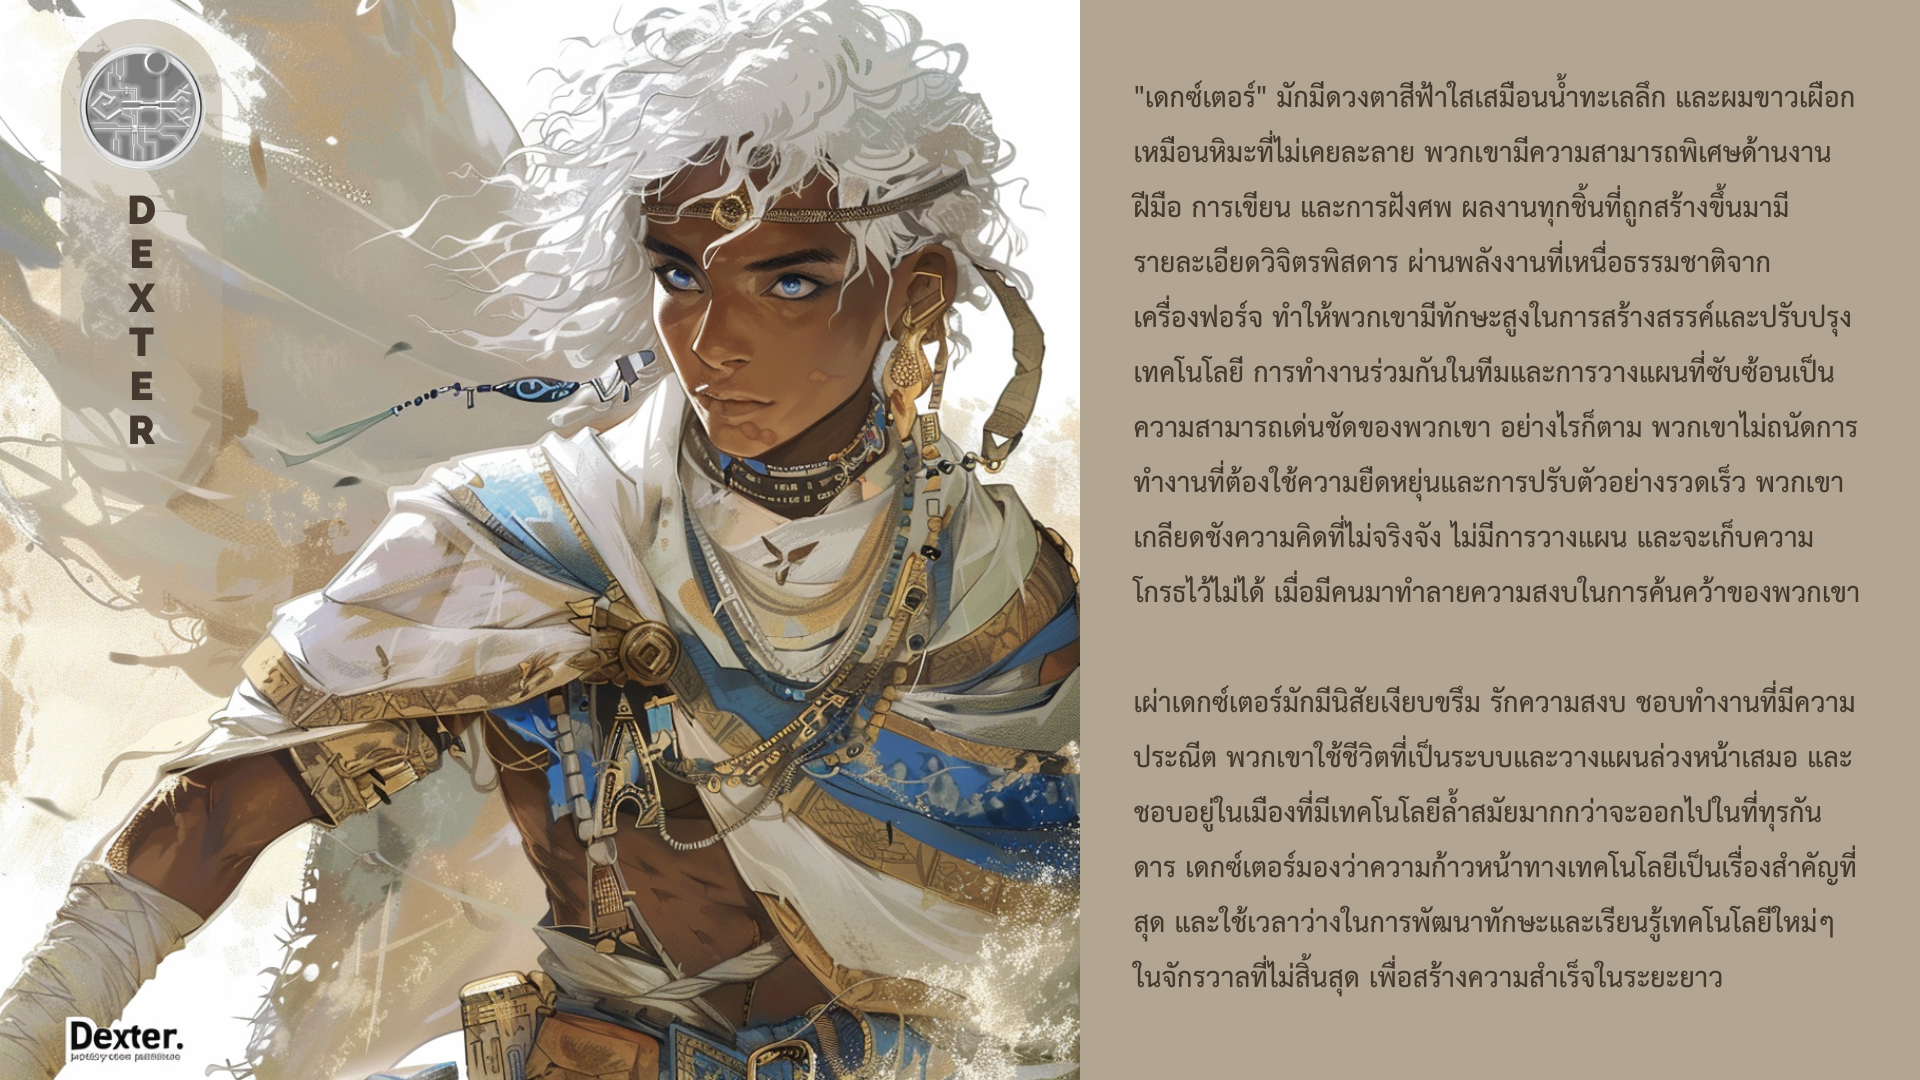 DEXTER
"เดกซ์เตอร์" มักมีดวงตาสีฟ้าใสเสมือนน้ำทะเลลึก และผมขาวเผือก
เหมือนหิมะที่ไม่เคยละลาย พวกเขามีความสามารถพิเศษด้านงาน
ฝีมือ การเขียน และการฝังศพ ผลงานทุกชิ้นที่ถูกสร้างขึ้นมามี
รายละเอียดวิจิตรพิสดาร ผ่านพลังงานที่เหนื่อธรรมชาติจาก
เครื่องฟอร์จ ทำให้พวกเขามีทักษะสูงในการสร้างสรรค์และปรับปรุง
เทคโนโลยี การทำงานร่วมกันในทีมและการวางแผนที่ซับซ้อนเป็น
ความสามารถเด่นชัดของพวกเขา อย่างไรก็ตาม พวกเขาไม่ถนัดการ
ทำงานที่ต้องใช้ความยืดหยุ่นและการปรับตัวอย่างรวดเร็ว พวกเขา
เกลียดชังความคิดที่ไม่จริงจัง ไม่มีการวางแผน และจะเก็บความ
โกรธไว้ไม่ได้ เมื่อมีคนมาทำลายความสงบในการค้นคว้าของพวกเขา
เผ่าเดกซ์เตอร์มักมีนิสัยเงียบขรึม รักความสงบ ชอบทำงานที่มีความ
ประณีต พวกเขาใช้ชีวิตที่เป็นระบบและวางแผนล่วงหน้าเสมอ และ
ชอบอยู่ในเมืองที่มีเทคโนโลยีล้ำสมัยมากกว่าจะออกไปในที่ทุรกัน
ดาร เดกซ์เตอร์มองว่าความก้าวหน้าทางเทคโนโลยีเป็นเรื่องสำคัญที่
สุด และใช้เวลาว่างในการพัฒนาทักษะและเรียนรู้เทคโนโลยีใหม่ๆ
ในจักรวาลที่ไม่สิ้นสุด เพื่อสร้างความสำเร็จในระยะยาว
Dexter.